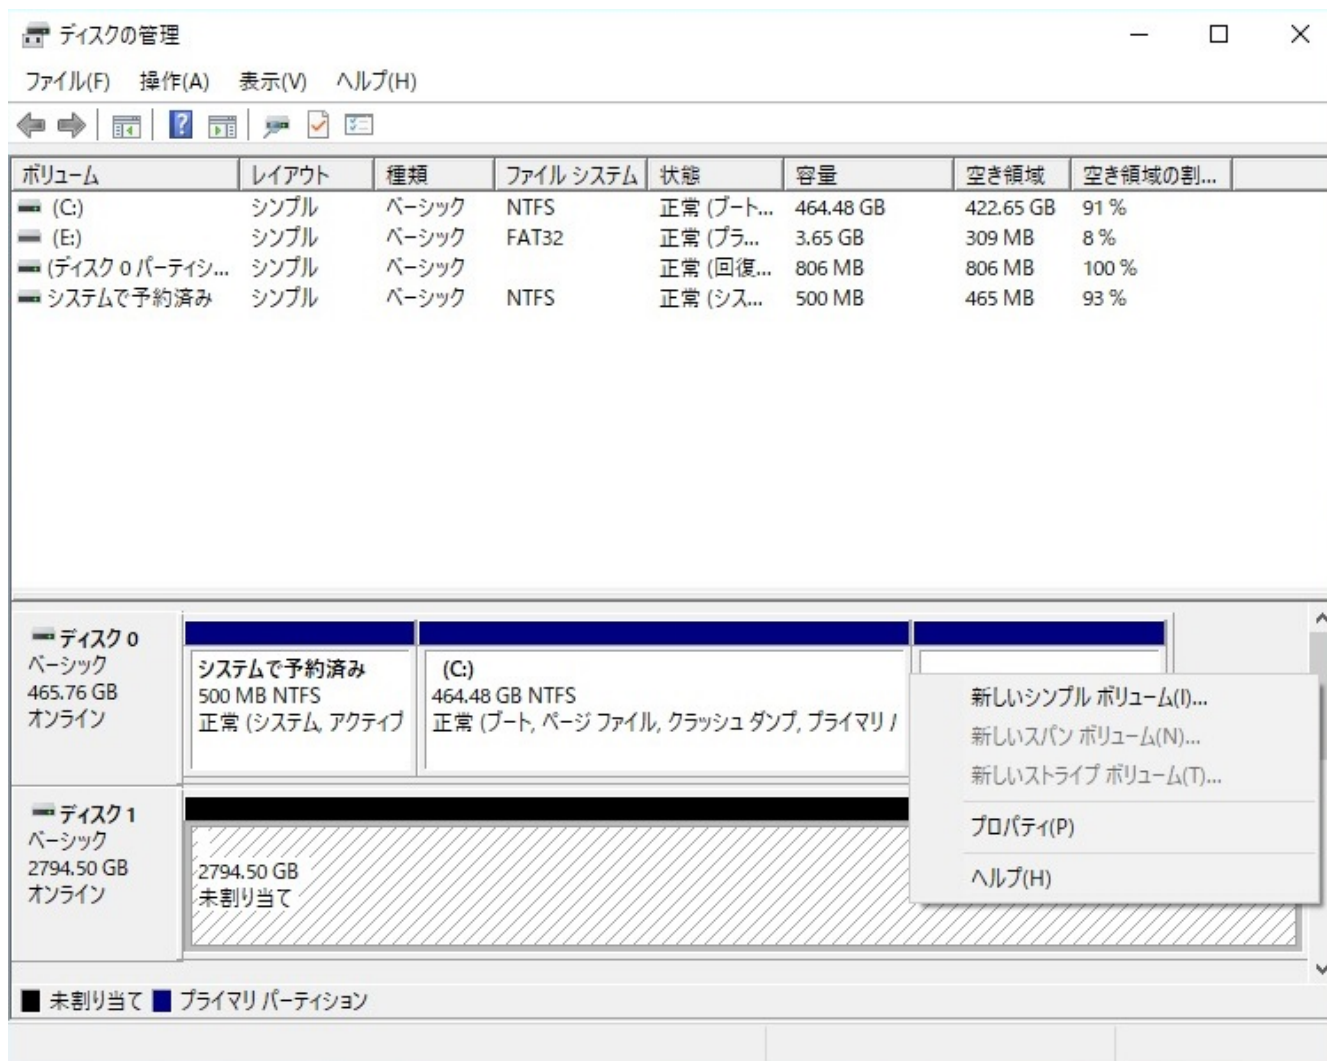 ディスクの管理
ファイル(F) 操作(A) 表示(V) ヘルプ(H)
ボリューム レイアウト 種類 ファイル システム 状態 容量 空き領域 空き領域の割...
(C:) シンプル ベーシック NTFS 正常 (ブート... 464.48 GB 422.65 GB 91 %
(E:) シンプル ベーシック FAT32 正常 (プラ... 3.65 GB 309 MB 8 %
(ディスク 0 パーティシ... シンプル ベーシック 正常 (回復... 806 MB 806 MB 100 %
システムで予約済み シンプル ベーシック NTFS 正常 (シス... 500 MB 465 MB 93 %
ディスク 0
ベーシック
465.76 GB
オンライン
システムで予約済み
500 MB NTFS
正常 (システム, アクティブ
(C:)
464.48 GB NTFS
正常 (ブート, ページ ファイル, クラッシュ ダンプ, プライマリ /
新しいシンプル ボリューム(I)...
新しいスパン ボリューム(N)...
新しいストライプ ボリューム(T)...
プロパティ(P)
ヘルプ(H)
ディスク 1
ベーシック
2794.50 GB
オンライン
2794.50 GB
未割り当て
未割り当て プライマリ パーティション